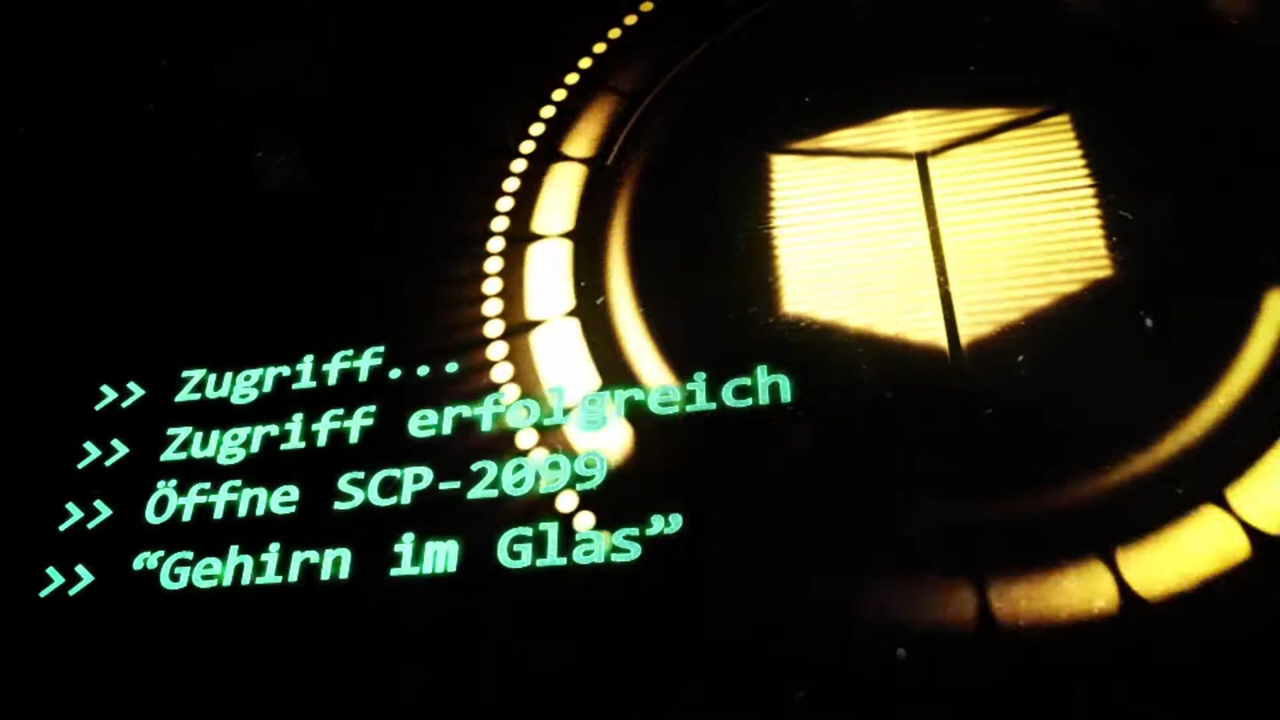 >> Zugriff...
>> Zugriff erfolgreich
>> Öffne SCP-2099
>> “Gehirn im Glas”